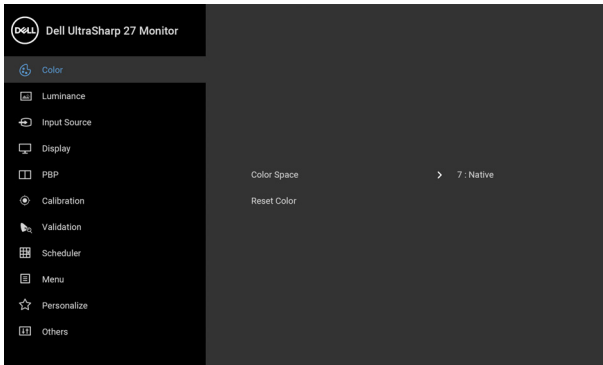 DELL
Dell UltraSharp 27 Monitor
Color
Luminance
Input Source
Display
PBP
Calibration
Validation
Scheduler
Menu
Personalize
Others
Color Space
7 : Native
Reset Color